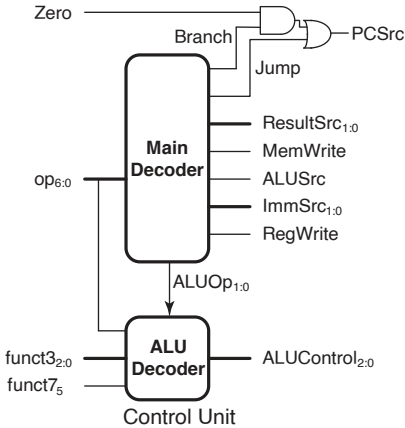 Zero
Branch
PCSrc
Jump
Main
Decoder
ResultSrc1:0
MemWrite
op6:0
ALUSrc
ImmSrc1:0
RegWrite
ALUOp1:0
ALU
Decoder
funct32:0
ALUControl2:0
funct75
Control Unit